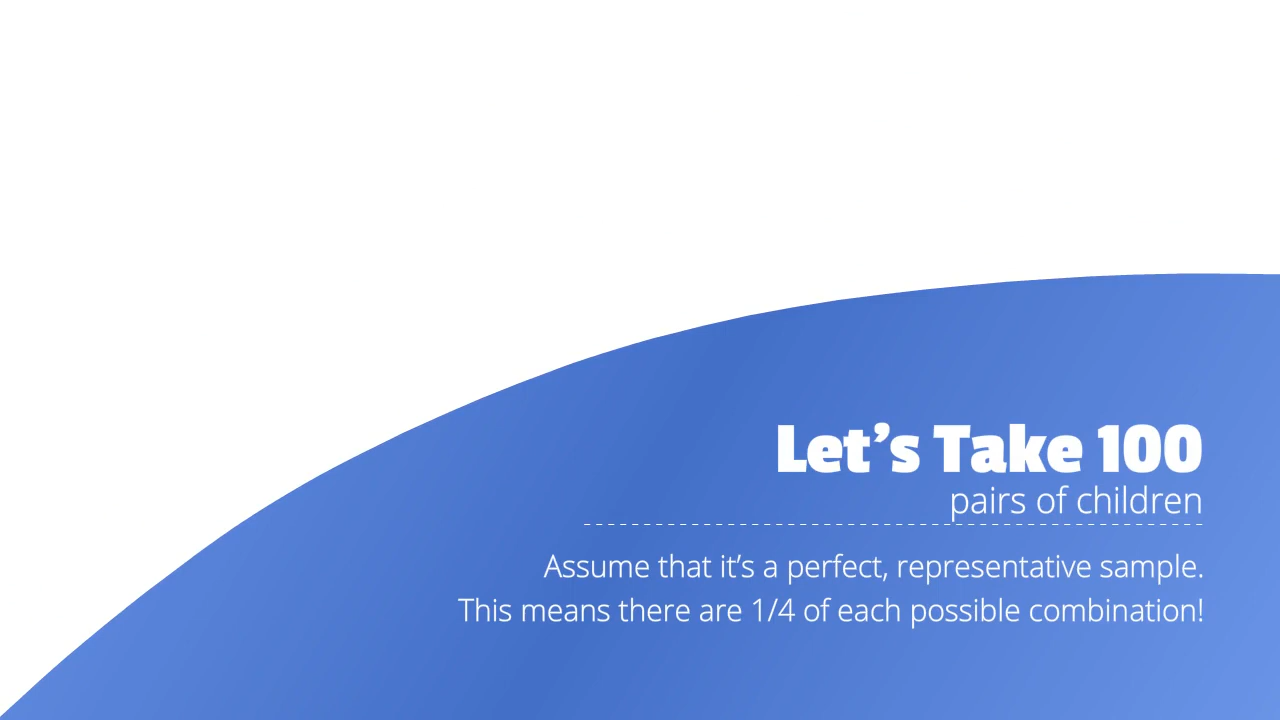 Let’s Take 100
pairs of children
Assume that it’s a perfect, representative sample.
This means there are 1/4 of each possible combination!